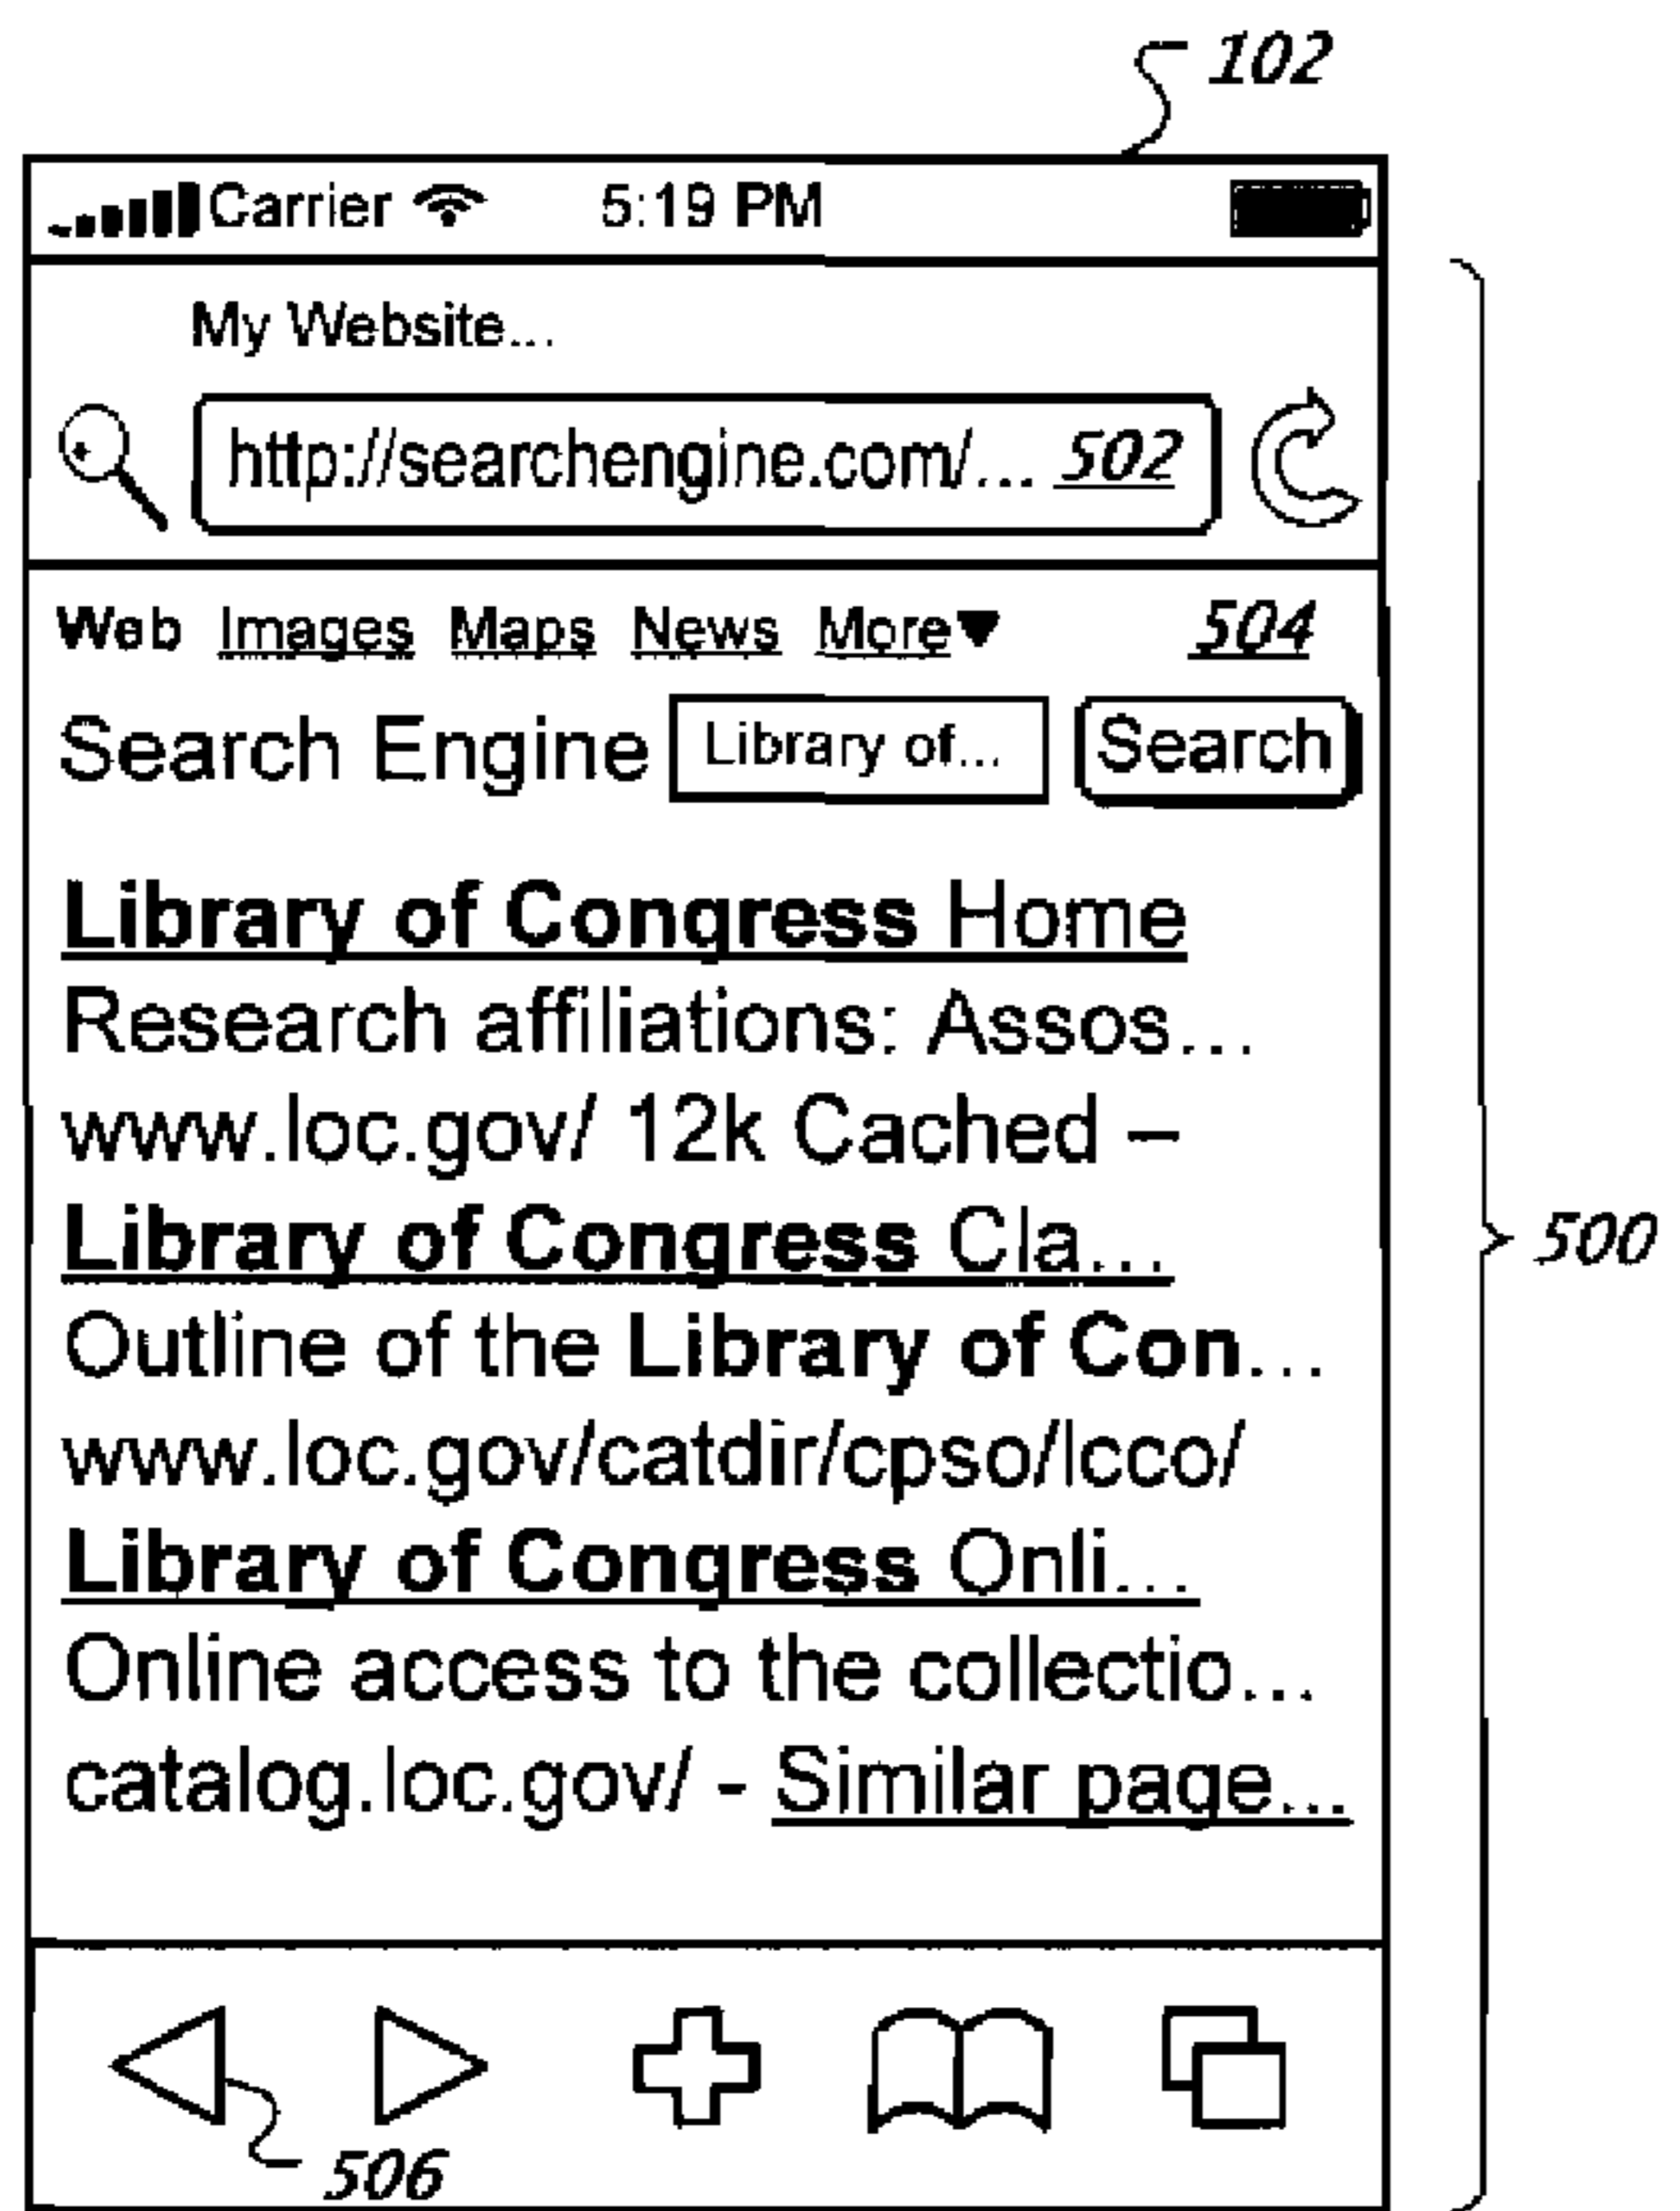 102
Carrier 5:19 PM
My Website...
http://searchengine.com/... 502
Web Images Maps News More▼ 504
Search Engine Library of... Search
Library of Congress Home
Research affiliations: Assos...
www.loc.gov/ 12k Cached –
Library of Congress Cla...
500
Outline of the Library of Con...
www.loc.gov/catdir/cpso/lcco/
Library of Congress Onli...
Online access to the collectio...
catalog.loc.gov/ - Similar page...
506